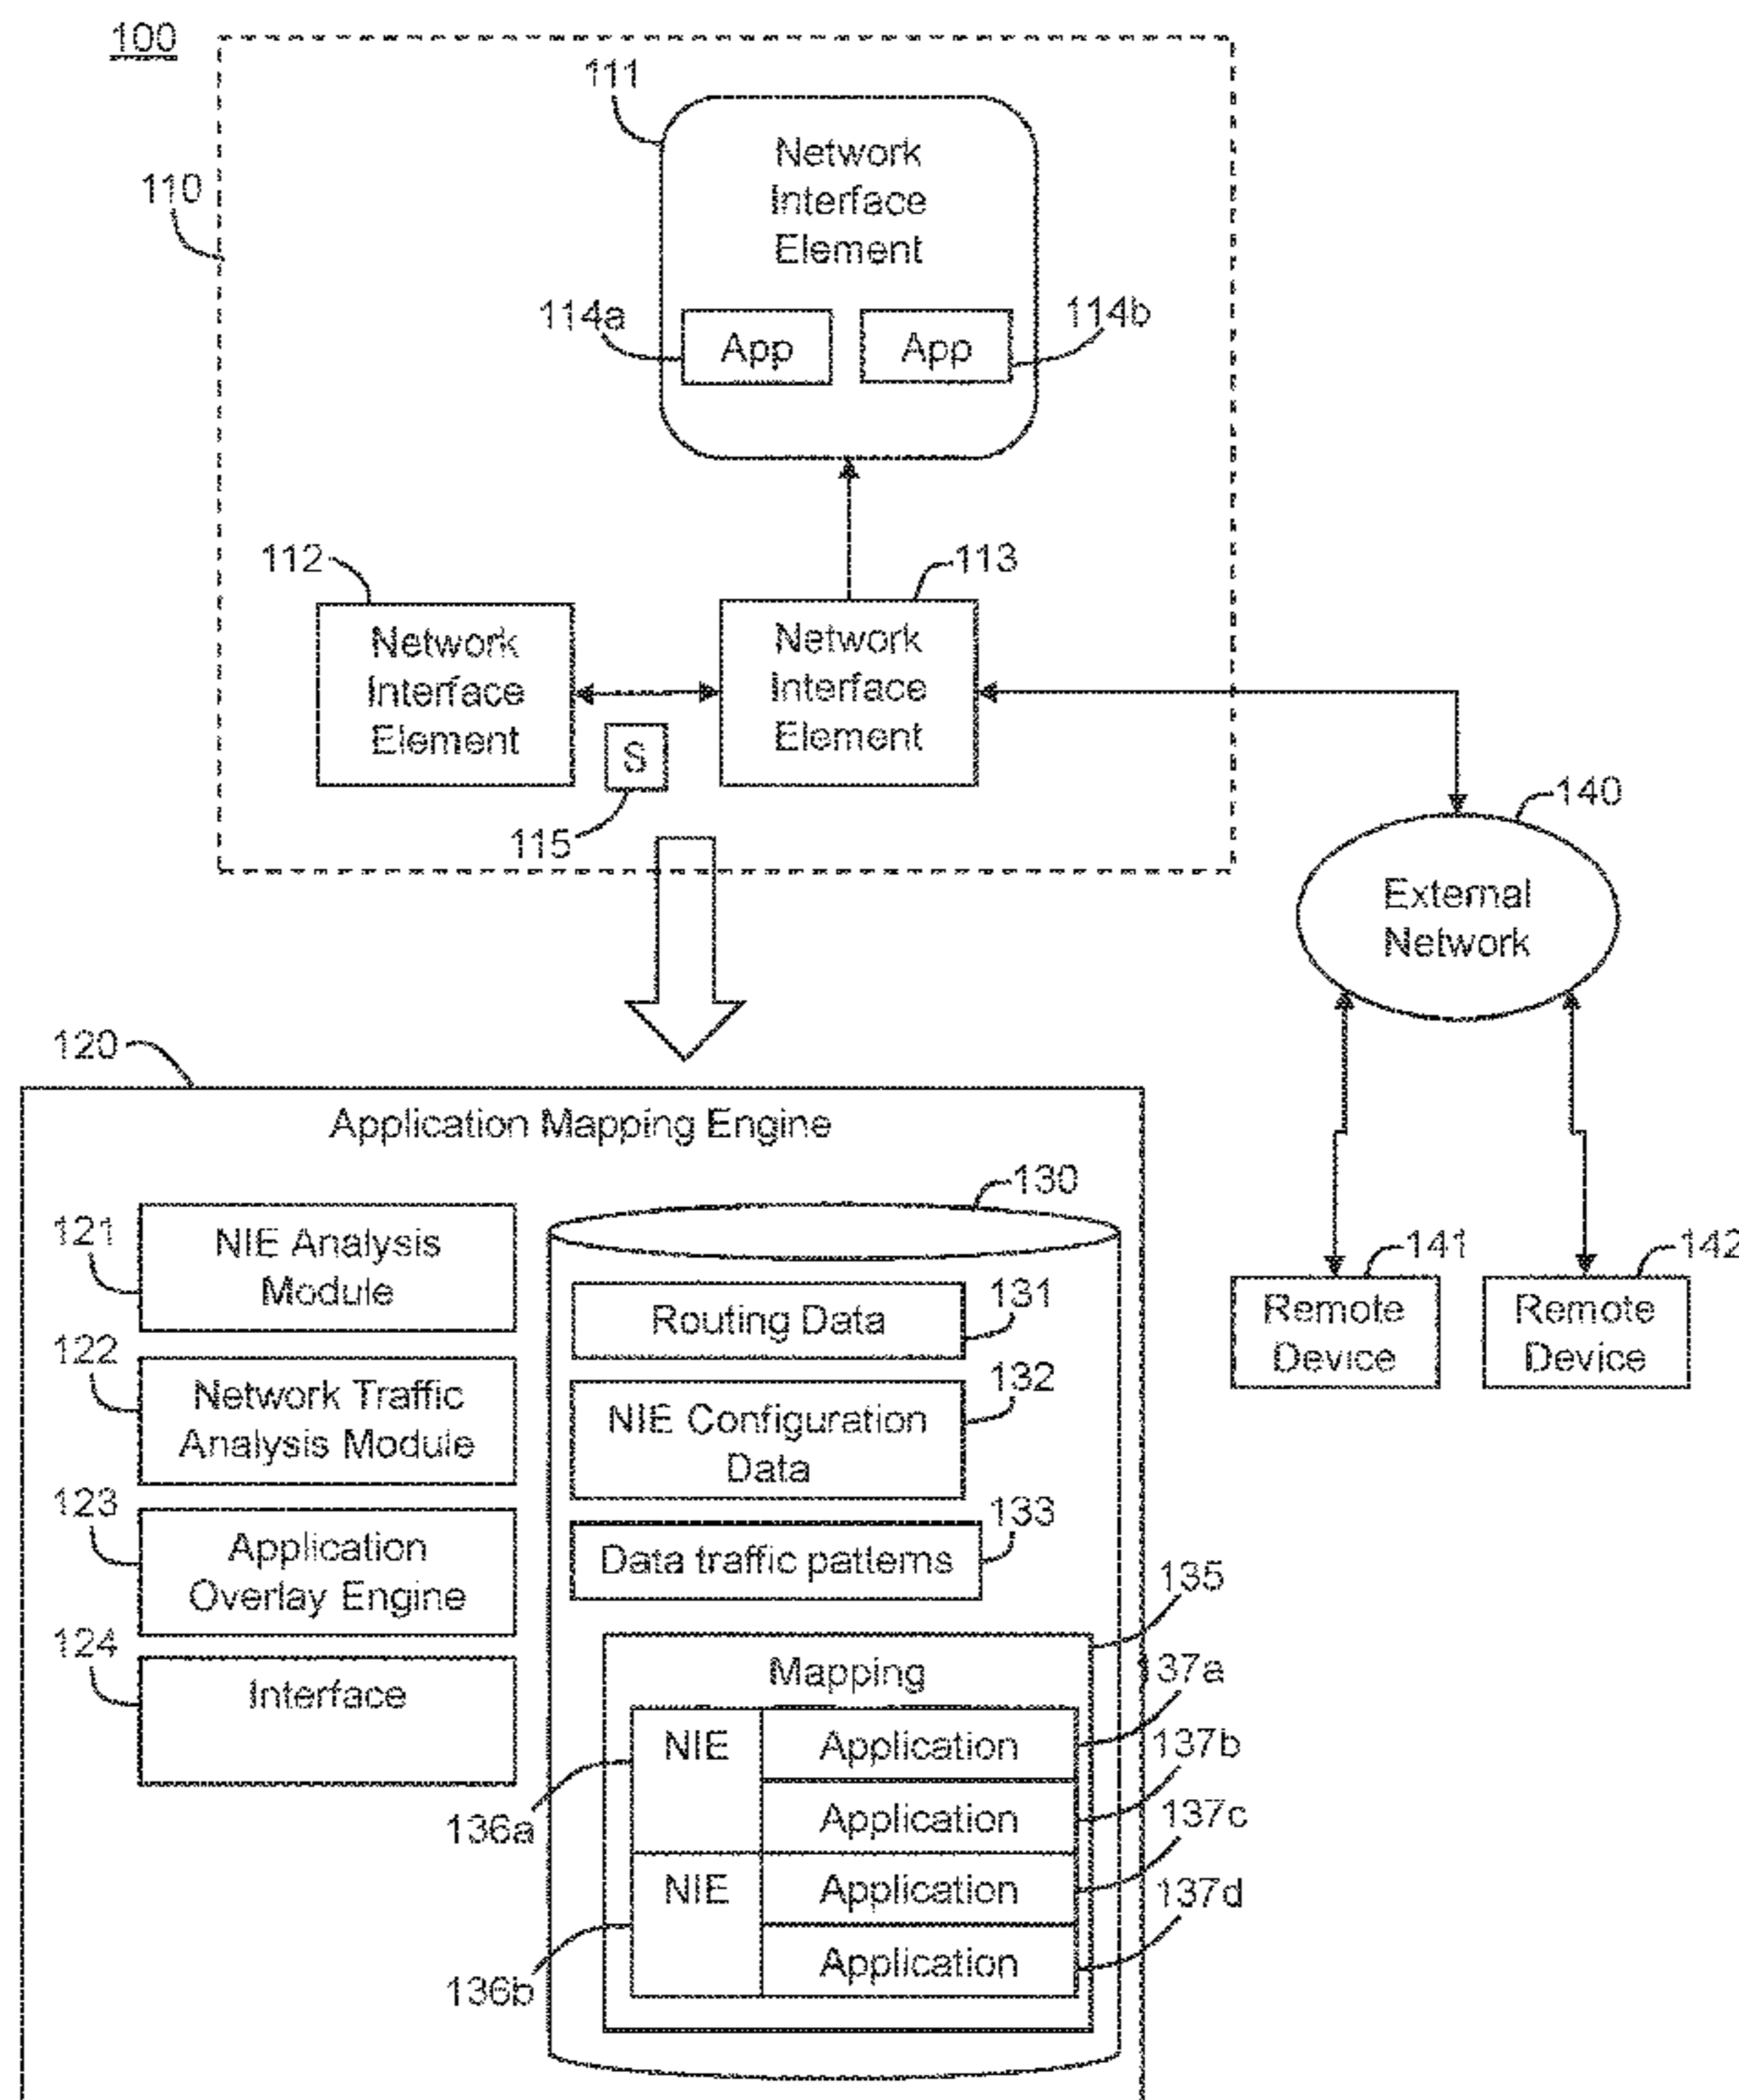 100
111
Network
Interface
Element
110
114a
App
App
114b
112
113
Network
Interface
Element
Network
Interface
Element
S
115
140
External
Network
120
Application Mapping Engine
130
121
NIE Analysis
Module
Routing Data
131
141
142
Remote
Device
Remote
Device
122
Network Traffic
Analysis Module
NIE Configuration
Data
132
123
Application
Overlay Engine
Data traffic patterns
133
124
Interface
135
Mapping
137a
NIE
Application
137b
136a
Application
137c
NIE
Application
137d
136b
Application